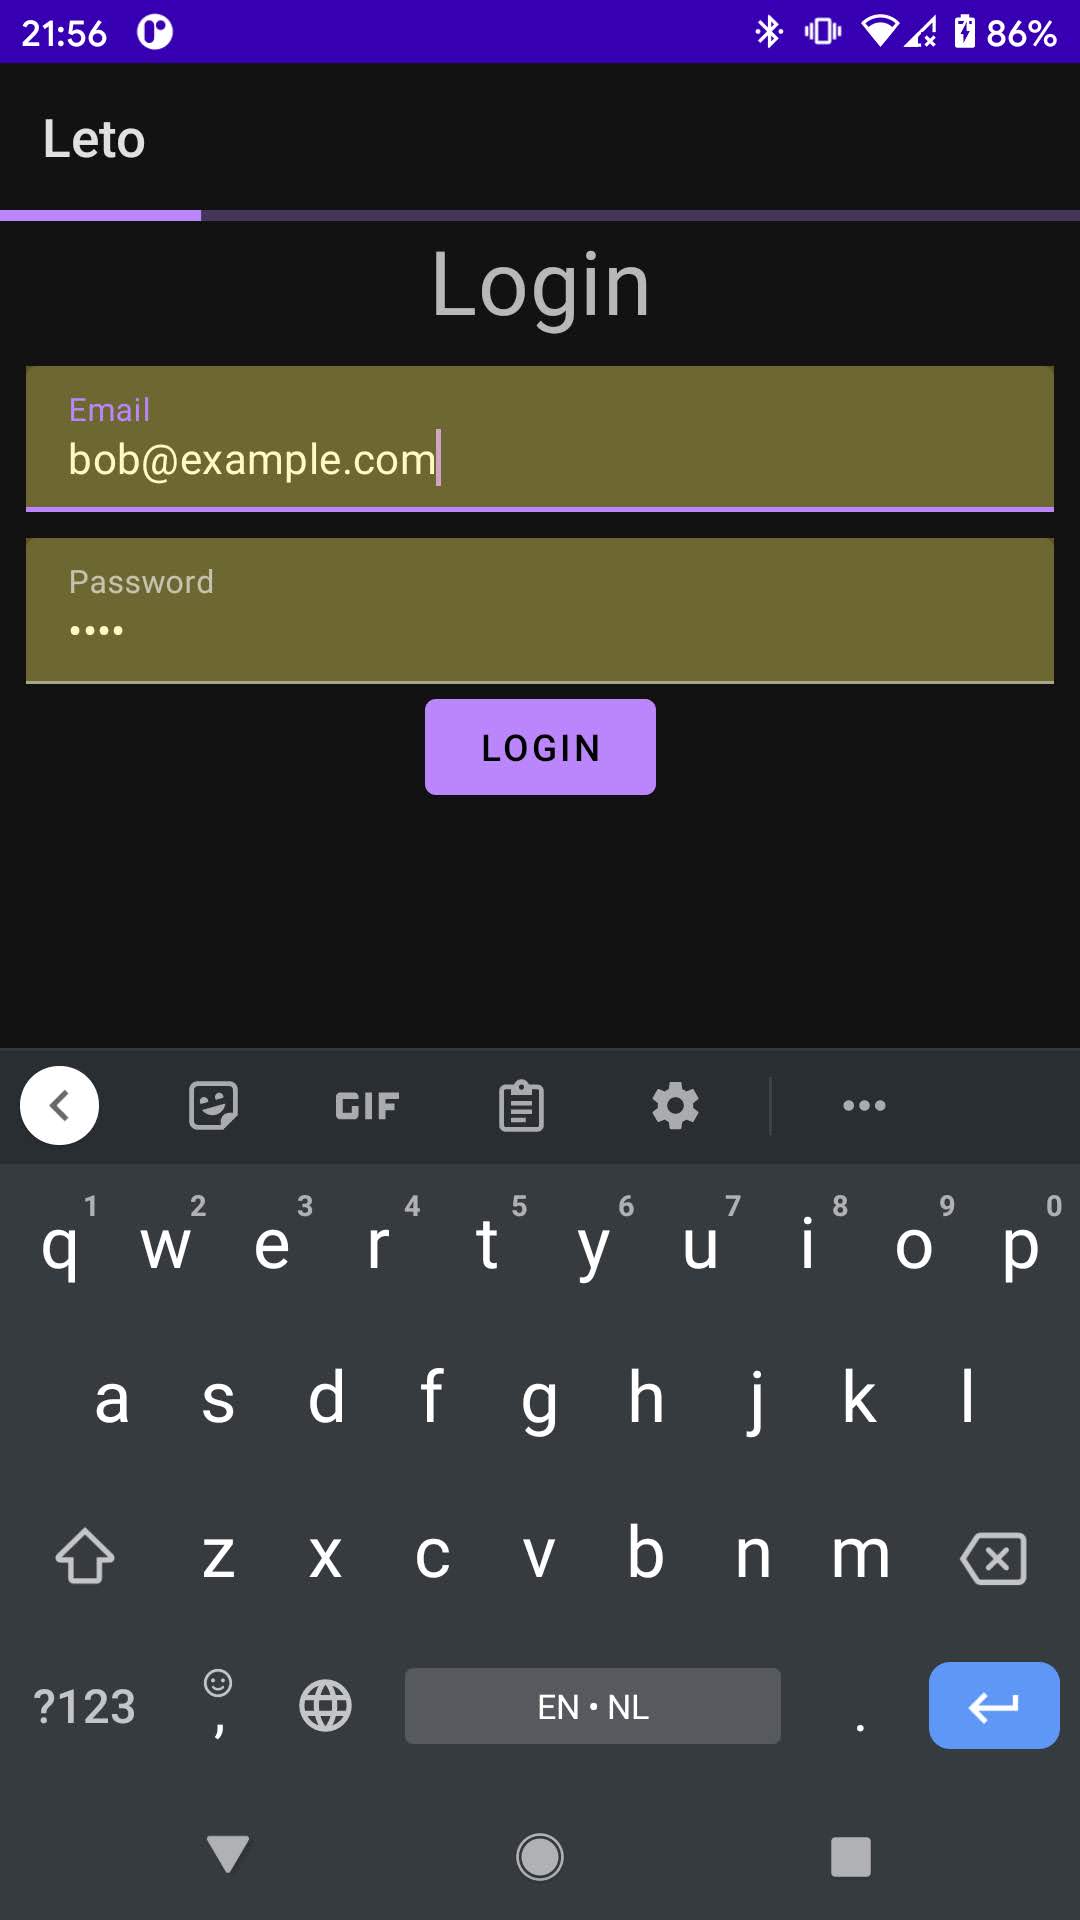 21:56 86%
Leto
Login
Email
bob@example.com
Password
••••
LOGIN
GIF
1 2 3 4 5 6 7 8 9 0
q w e r t y u i o p
a s d f g h j k l
z x c v b n m
?123 , EN • NL .